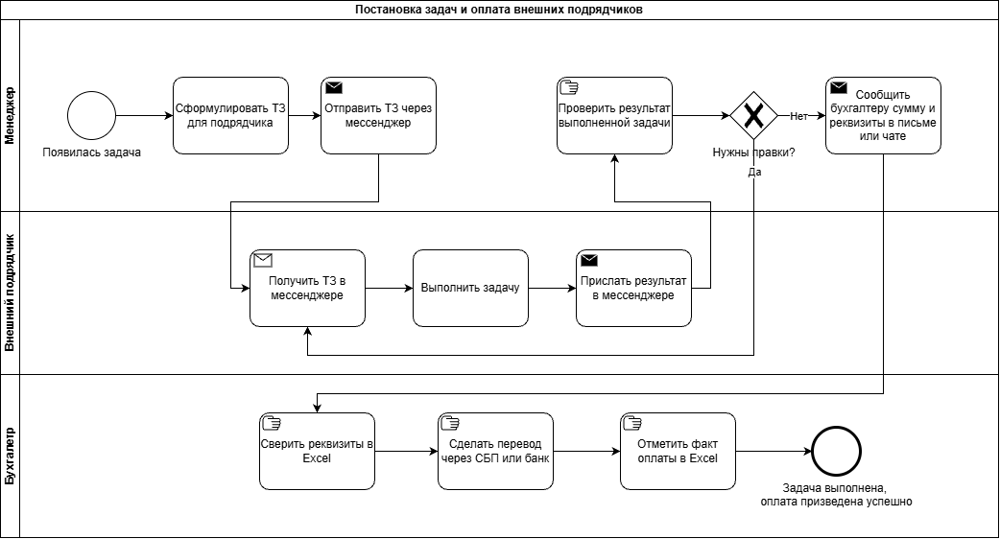 Постановка задач и оплата внешних подрядчиков
Менеджер
Появилась задача
Сформулировать ТЗ
для подрядчика
Отправить ТЗ через
мессенджер
Проверить результат
выполненной задачи
Нужны правки?
Нет
Да
Сообщить
бухгалтеру сумму и
реквизиты в письме
или чате
Внешний подрядчик
Получить ТЗ в
мессенджере
Выполнить задачу
Прислать результат
в мессенджере
Бухгалетр
Сверить реквизиты в
Excel
Сделать перевод
через СБП или банк
Отметить факт
оплаты в Excel
Задача выполнена,
оплата призведена успешно